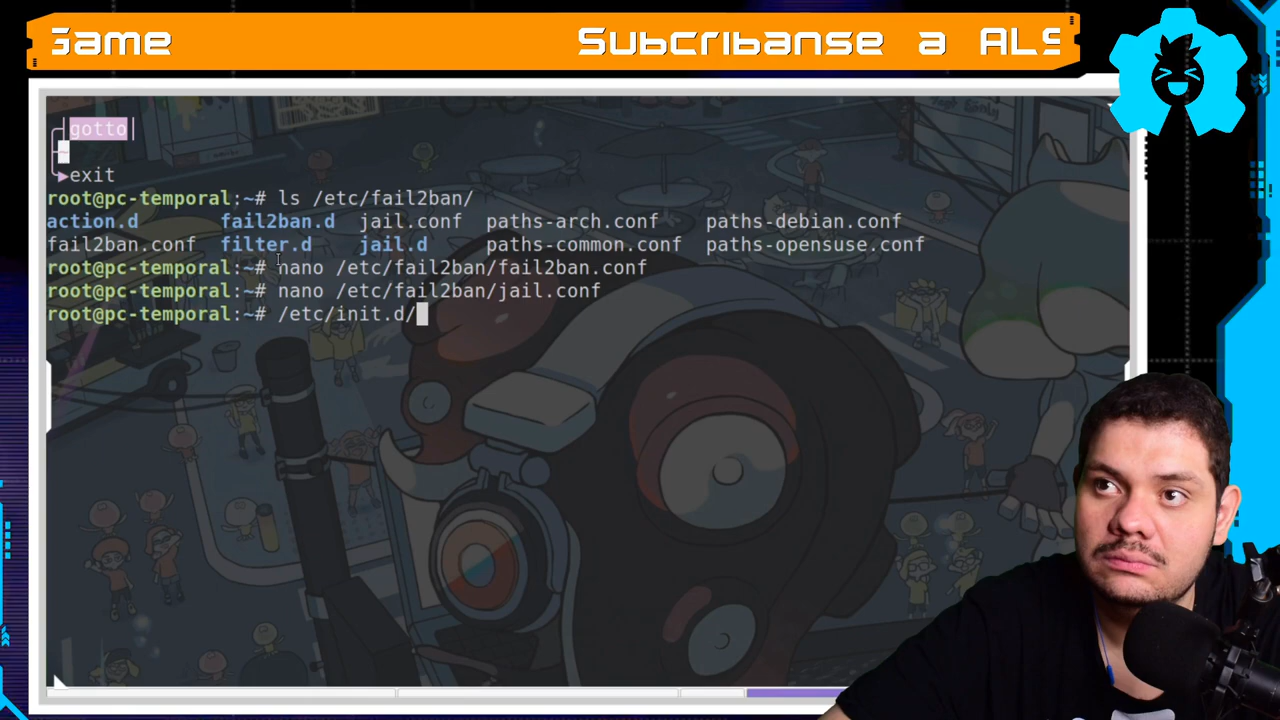 Game Subcribanse a ALS
|gotto|
~
exit
root@pc-temporal:~# ls /etc/fail2ban/
action.d fail2ban.d jail.conf paths-arch.conf paths-debian.conf
fail2ban.conf filter.d jail.d paths-common.conf paths-opensuse.conf
root@pc-temporal:~# nano /etc/fail2ban/fail2ban.conf
root@pc-temporal:~# nano /etc/fail2ban/jail.conf
root@pc-temporal:~# /etc/init.d/